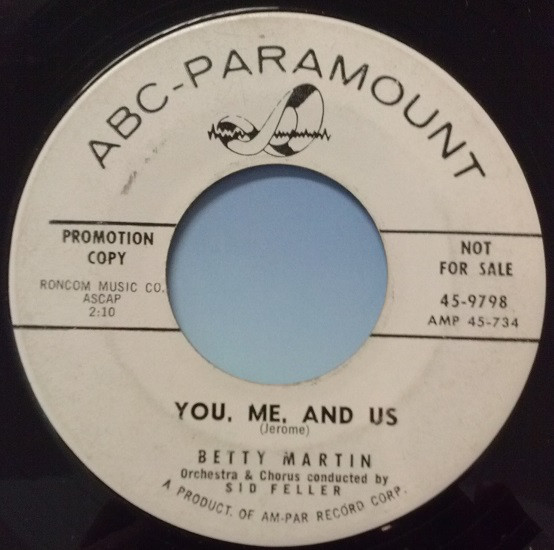 ABC-PARAMOUNT
PROMOTION
COPY
RONCOM MUSIC CO.
ASCAP
2:10
NOT
FOR SALE
45-9798
AMP 45-734
YOU, ME, AND US
(Jerome)
BETTY MARTIN
Orchestra & Chorus conducted by
SID FELLER
A PRODUCT. OF AM-PAR RECORD CORP.